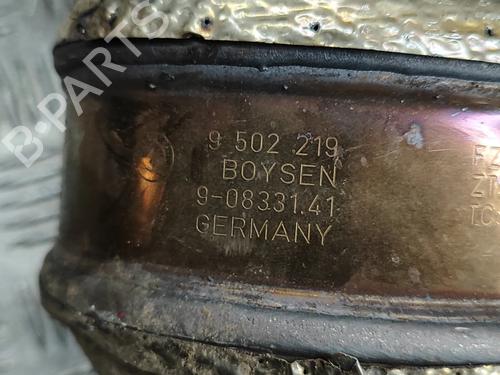 B-PARTS
9 502 219
BOYSEN
9-08331.41
GERMANY